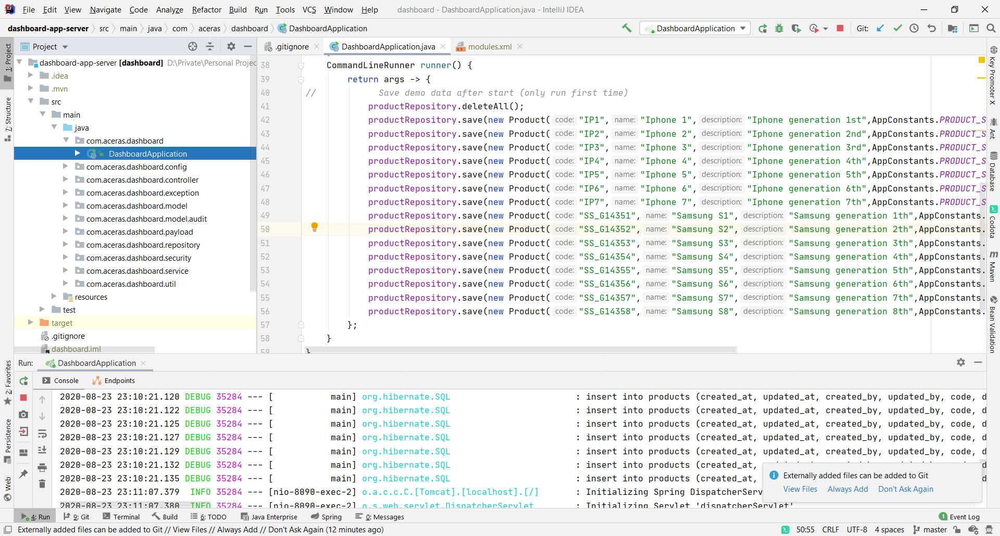 File Edit View Navigate Code Analyze Refactor Build Run Tools VCS Window Help dashboard - DashboardApplication.java - IntelliJ IDEA
dashboard-app-server src main java com aceras dashboard DashboardApplication DashboardApplication Git:
Project .gitignore DashboardApplication.java modules.xml
1: Project
7: Structure
2: Favorites
Persistence
Web
dashboard-app-server [dashboard] D:\Private\Personal Projec
.idea
.mvn
src
main
java
com.aceras.dashboard
DashboardApplication
com.aceras.dashboard.config
com.aceras.dashboard.controller
com.aceras.dashboard.exception
com.aceras.dashboard.model
com.aceras.dashboard.model.audit
com.aceras.dashboard.payload
com.aceras.dashboard.repository
com.aceras.dashboard.security
com.aceras.dashboard.service
com.aceras.dashboard.util
resources
test
target
.gitignore
dashboard.iml
38 CommandLineRunner runner() {
39 return args -> {
40 // Save demo data after start (only run first time)
41 productRepository.deleteAll();
42 productRepository.save(new Product( code: "IP1", name: "Iphone 1", description: "Iphone generation 1st",AppConstants.PRODUCT_S
43 productRepository.save(new Product( code: "IP2", name: "Iphone 2", description: "Iphone generation 2nd",AppConstants.PRODUCT_S
44 productRepository.save(new Product( code: "IP3", name: "Iphone 3", description: "Iphone generation 3rd",AppConstants.PRODUCT_S
45 productRepository.save(new Product( code: "IP4", name: "Iphone 4", description: "Iphone generation 4th",AppConstants.PRODUCT_S
46 productRepository.save(new Product( code: "IP5", name: "Iphone 5", description: "Iphone generation 5th",AppConstants.PRODUCT_S
47 productRepository.save(new Product( code: "IP6", name: "Iphone 6", description: "Iphone generation 6th",AppConstants.PRODUCT_S
48 productRepository.save(new Product( code: "IP7", name: "Iphone 7", description: "Iphone generation 7th",AppConstants.PRODUCT_S
49 productRepository.save(new Product( code: "SS_G14351", name: "Samsung S1", description: "Samsung generation 1th",AppConstants.
50 productRepository.save(new Product( code: "SS_G14352", name: "Samsung S2", description: "Samsung generation 2th",AppConstants.
51 productRepository.save(new Product( code: "SS_G14353", name: "Samsung S3", description: "Samsung generation 3th",AppConstants.
52 productRepository.save(new Product( code: "SS_G14354", name: "Samsung S4", description: "Samsung generation 4th",AppConstants.
53 productRepository.save(new Product( code: "SS_G14355", name: "Samsung S5", description: "Samsung generation 5th",AppConstants.
54 productRepository.save(new Product( code: "SS_G14356", name: "Samsung S6", description: "Samsung generation 6th",AppConstants.
55 productRepository.save(new Product( code: "SS_G14357", name: "Samsung S7", description: "Samsung generation 7th",AppConstants.
56 productRepository.save(new Product( code: "SS_G14358", name: "Samsung S8", description: "Samsung generation 8th",AppConstants.
57 };
58 }
59 }
Key Promoter X
Ant
Database
Codota
Maven
Bean Validation
Run: DashboardApplication
Console Endpoints
2020-08-23 23:10:21.120 DEBUG 35284 --- [ main] org.hibernate.SQL : insert into products (created_at, updated_at, created_by, updated_by, code, d
2020-08-23 23:10:21.122 DEBUG 35284 --- [ main] org.hibernate.SQL : insert into products (created_at, updated_at, created_by, updated_by, code, d
2020-08-23 23:10:21.125 DEBUG 35284 --- [ main] org.hibernate.SQL : insert into products (created_at, updated_at, created_by, updated_by, code, d
2020-08-23 23:10:21.127 DEBUG 35284 --- [ main] org.hibernate.SQL : insert into products (created_at, updated_at, created_by, updated_by, code, d
2020-08-23 23:10:21.129 DEBUG 35284 --- [ main] org.hibernate.SQL : insert into products (created_at, updated_at, created_by, updated_by, code, d
2020-08-23 23:10:21.132 DEBUG 35284 --- [ main] org.hibernate.SQL : insert into products (created_at,
2020-08-23 23:10:21.135 DEBUG 35284 --- [ main] org.hibernate.SQL : insert into products (created_at,
2020-08-23 23:11:07.379 INFO 35284 --- [nio-8090-exec-2] o.a.c.c.C.[Tomcat].[localhost].[/] : Initializing Spring DispatcherServ
2020-08-23 23:11:07.380 INFO 35284 --- [nio-8090-exec-2] o.s.web.servlet.DispatcherServlet : Initializing Servlet 'dispatcherServlet'
Externally added files can be added to Git
View Files Always Add Don't Ask Again
4: Run 9: Git Terminal Build 6: TODO Java Enterprise Spring 0: Messages 1 Event Log
Externally added files can be added to Git // View Files // Always Add // Don't Ask Again (12 minutes ago) 50:55 CRLF UTF-8 4 spaces master